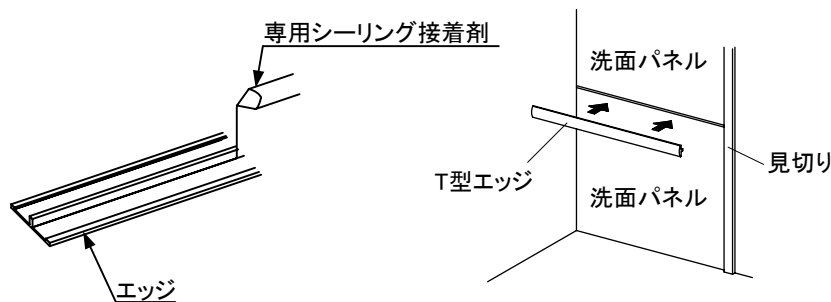 専用シーリング接着剤
エッジ
洗面パネル
T型エッジ
見切り
洗面パネル